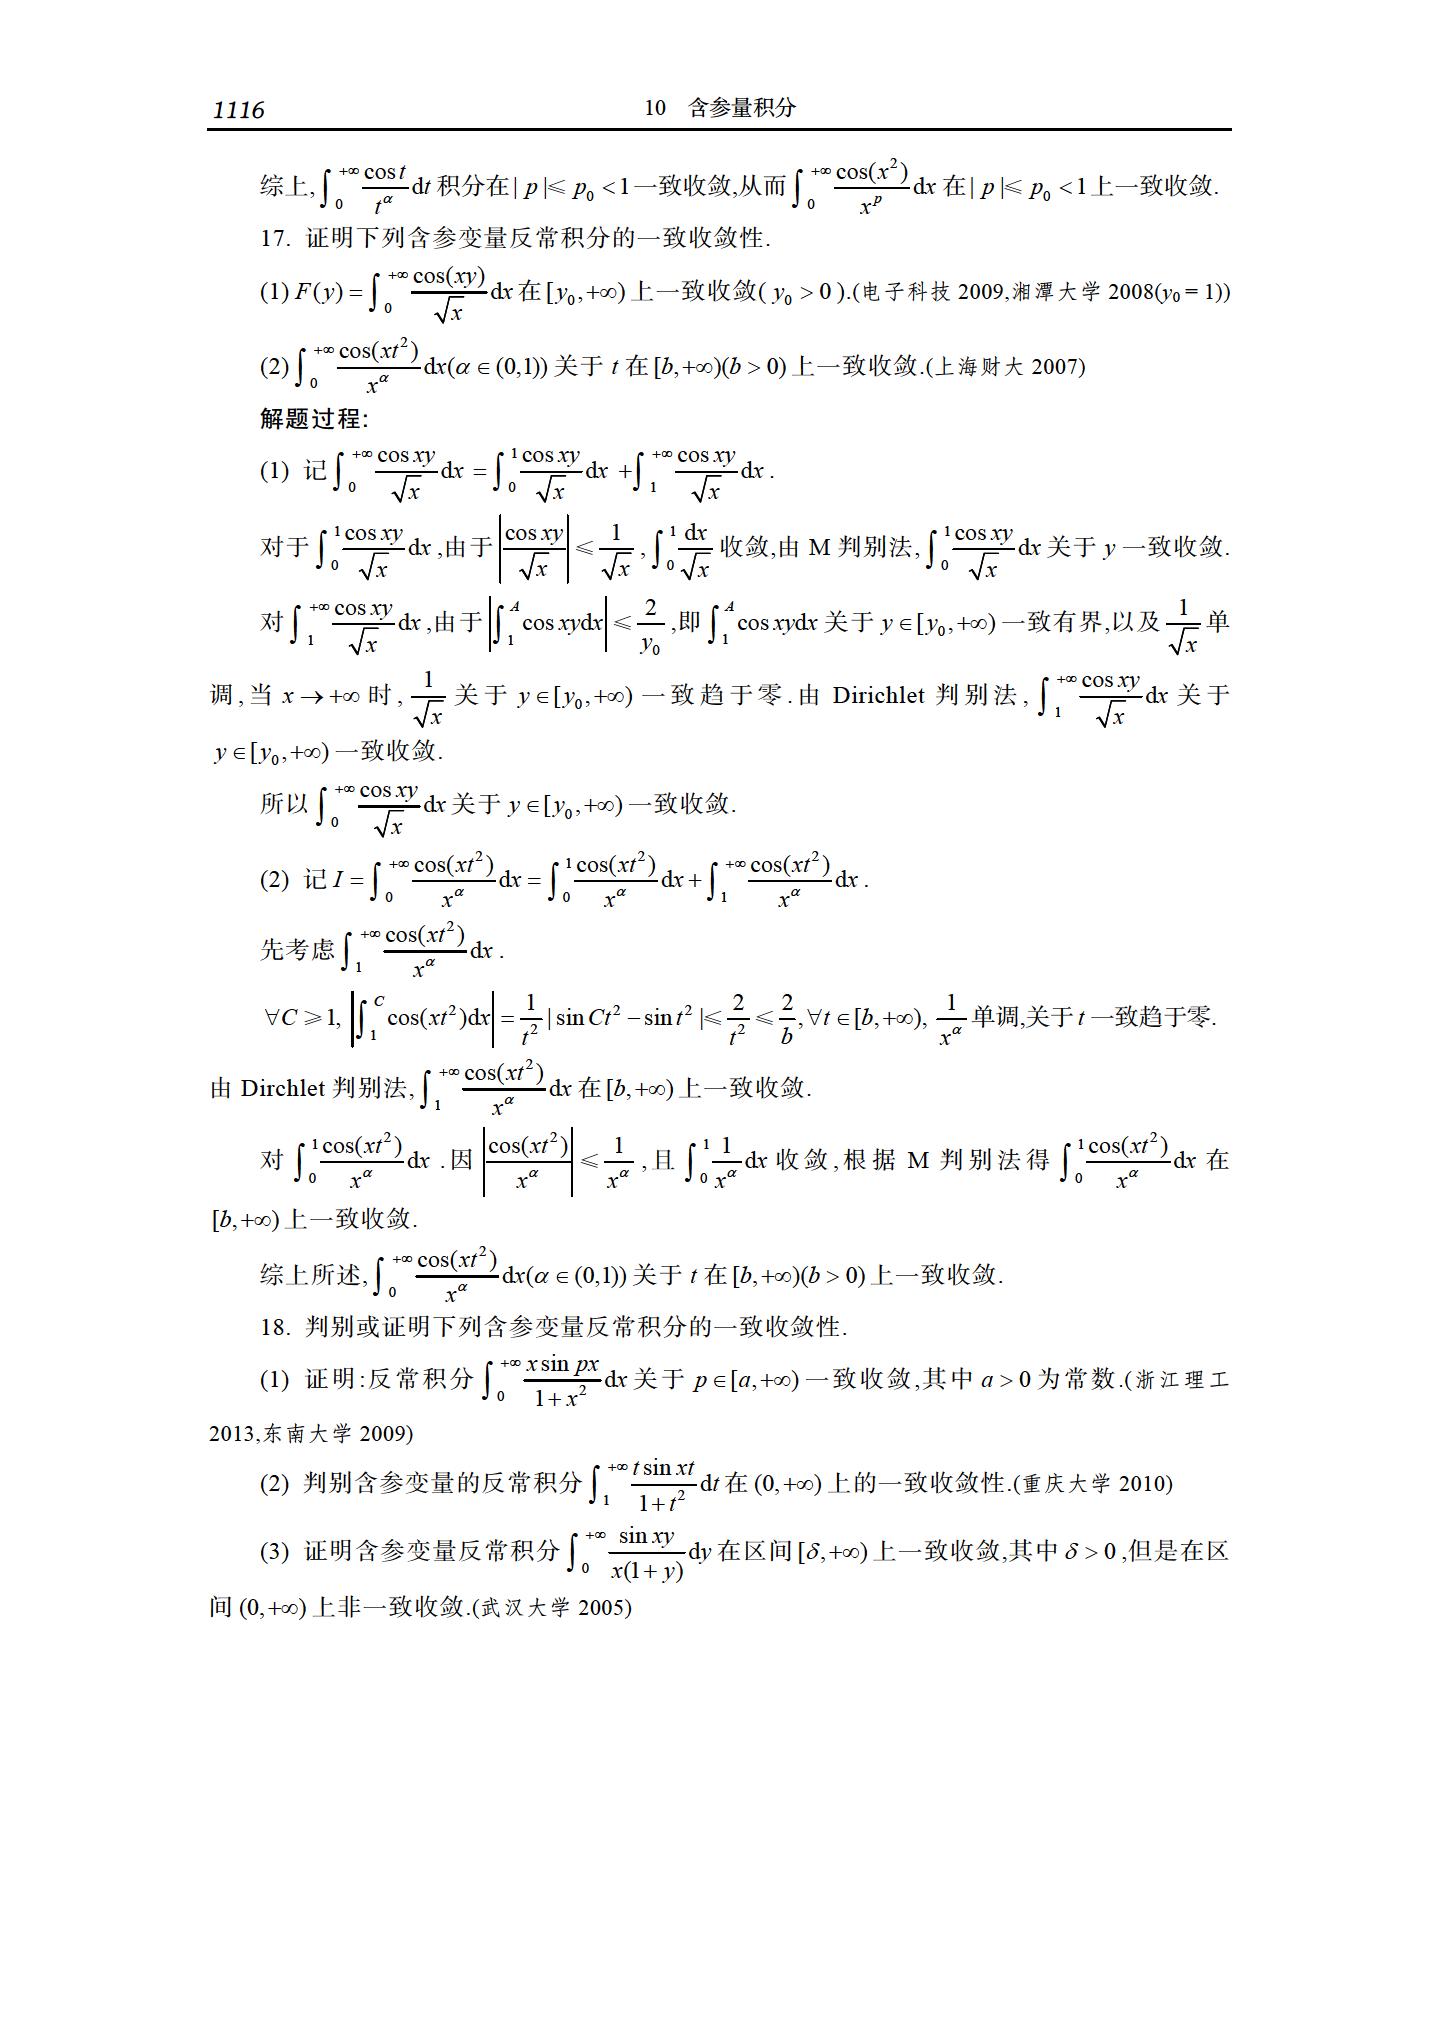 1116 10 含参量积分
综上,$\int_0^{+\infty}\frac{\cos t}{t^\alpha}\mathrm{d}t$ 积分在 $|p|\leqslant p_0<1$ 一致收敛,从而 $\int_0^{+\infty}\frac{\cos(x^2)}{x^p}\mathrm{d}x$ 在 $|p|\leqslant p_0<1$ 上一致收敛.
17. 证明下列含参变量反常积分的一致收敛性.
(1) $F(y)=\int_0^{+\infty}\frac{\cos(xy)}{\sqrt{x}}\mathrm{d}x$ 在 $[y_0,+\infty)$ 上一致收敛( $y_0>0$ ).(电子科技 2009,湘潭大学 2008($y_0=1$))
(2) $\int_0^{+\infty}\frac{\cos(xt^2)}{x^\alpha}\mathrm{d}x(\alpha\in(0,1))$ 关于 $t$ 在 $[b,+\infty)(b>0)$ 上一致收敛.(上海财大 2007)
解题过程:
(1) 记 $\int_0^{+\infty}\frac{\cos xy}{\sqrt{x}}\mathrm{d}x=\int_0^1\frac{\cos xy}{\sqrt{x}}\mathrm{d}x+\int_1^{+\infty}\frac{\cos xy}{\sqrt{x}}\mathrm{d}x$ .
对于 $\int_0^1\frac{\cos xy}{\sqrt{x}}\mathrm{d}x$ ,由于 $\left|\frac{\cos xy}{\sqrt{x}}\right|\leqslant\frac{1}{\sqrt{x}}$ , $\int_0^1\frac{\mathrm{d}x}{\sqrt{x}}$ 收敛,由 M 判别法, $\int_0^1\frac{\cos xy}{\sqrt{x}}\mathrm{d}x$ 关于 $y$ 一致收敛.
对 $\int_1^{+\infty}\frac{\cos xy}{\sqrt{x}}\mathrm{d}x$ ,由于 $\left|\int_1^A\cos xy\mathrm{d}x\right|\leqslant\frac{2}{y_0}$ ,即 $\int_1^A\cos xy\mathrm{d}x$ 关于 $y\in[y_0,+\infty)$ 一致有界,以及 $\frac{1}{\sqrt{x}}$ 单
调,当 $x\to+\infty$ 时, $\frac{1}{\sqrt{x}}$ 关于 $y\in[y_0,+\infty)$ 一致趋于零.由 Dirichlet 判别法, $\int_1^{+\infty}\frac{\cos xy}{\sqrt{x}}\mathrm{d}x$ 关于
$y\in[y_0,+\infty)$ 一致收敛.
所以 $\int_0^{+\infty}\frac{\cos xy}{\sqrt{x}}\mathrm{d}x$ 关于 $y\in[y_0,+\infty)$ 一致收敛.
(2) 记 $I=\int_0^{+\infty}\frac{\cos(xt^2)}{x^\alpha}\mathrm{d}x=\int_0^1\frac{\cos(xt^2)}{x^\alpha}\mathrm{d}x+\int_1^{+\infty}\frac{\cos(xt^2)}{x^\alpha}\mathrm{d}x$ .
先考虑 $\int_1^{+\infty}\frac{\cos(xt^2)}{x^\alpha}\mathrm{d}x$ .
$\forall C\geqslant1,\left|\int_1^C\cos(xt^2)\mathrm{d}x\right|=\frac{1}{t^2}|\sin Ct^2-\sin t^2|\leqslant\frac{2}{t^2}\leqslant\frac{2}{b},\forall t\in[b,+\infty),\frac{1}{x^\alpha}$ 单调,关于 $t$ 一致趋于零.
由 Dirchlet 判别法, $\int_1^{+\infty}\frac{\cos(xt^2)}{x^\alpha}\mathrm{d}x$ 在 $[b,+\infty)$ 上一致收敛.
对 $\int_0^1\frac{\cos(xt^2)}{x^\alpha}\mathrm{d}x$ .因 $\left|\frac{\cos(xt^2)}{x^\alpha}\right|\leqslant\frac{1}{x^\alpha}$ ,且 $\int_0^1\frac{1}{x^\alpha}\mathrm{d}x$ 收敛,根据 M 判别法得 $\int_0^1\frac{\cos(xt^2)}{x^\alpha}\mathrm{d}x$ 在
$[b,+\infty)$ 上一致收敛.
综上所述, $\int_0^{+\infty}\frac{\cos(xt^2)}{x^\alpha}\mathrm{d}x(\alpha\in(0,1))$ 关于 $t$ 在 $[b,+\infty)(b>0)$ 上一致收敛.
18. 判别或证明下列含参变量反常积分的一致收敛性.
(1) 证明:反常积分 $\int_0^{+\infty}\frac{x\sin px}{1+x^2}\mathrm{d}x$ 关于 $p\in[a,+\infty)$ 一致收敛,其中 $a>0$ 为常数.(浙江理工
2013,东南大学 2009)
(2) 判别含参变量的反常积分 $\int_1^{+\infty}\frac{t\sin xt}{1+t^2}\mathrm{d}t$ 在 $(0,+\infty)$ 上的一致收敛性.(重庆大学 2010)
(3) 证明含参变量反常积分 $\int_0^{+\infty}\frac{\sin xy}{x(1+y)}\mathrm{d}y$ 在区间 $[\delta,+\infty)$ 上一致收敛,其中 $\delta>0$ ,但是在区
间 $(0,+\infty)$ 上非一致收敛.(武汉大学 2005)